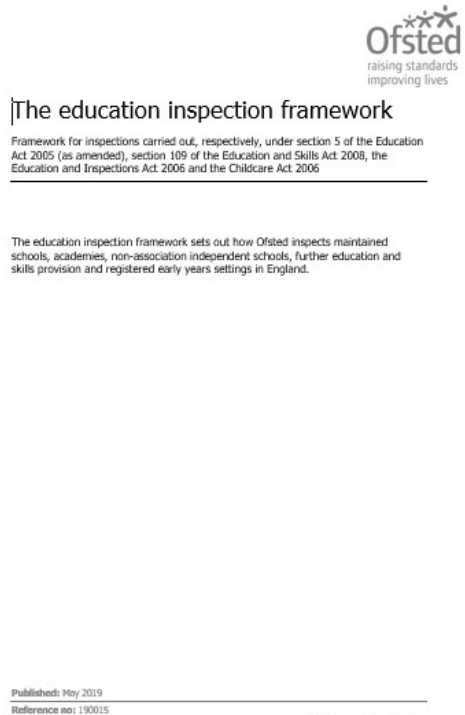 Ofsted
raising standards
improving lives
The education inspection framework
Framework for inspections carried out, respectively, under section 5 of the Education
Act 2005 (as amended), section 109 of the Education and Skills Act 2008, the
Education and Inspections Act 2006 and the Childcare Act 2006
The education inspection framework sets out how Ofsted inspects maintained
schools, academies, non-association independent schools, further education and
skills provision and registered early years settings in England.
Published: May 2019
Reference no: 190015